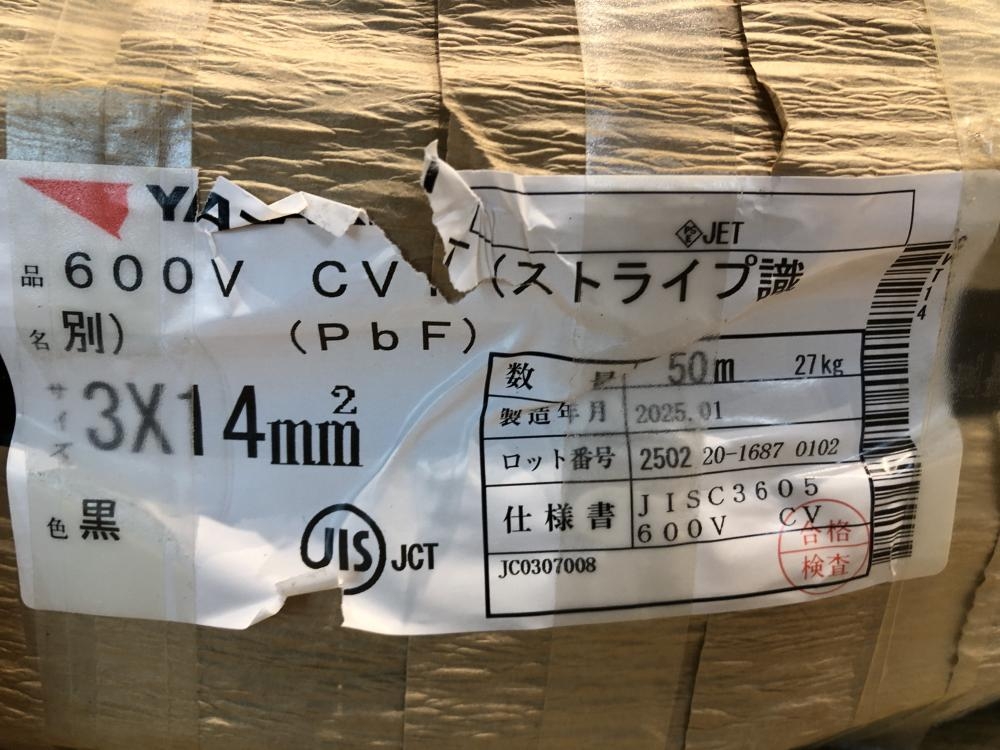 JET
品名 600V CV (ストライプ識
別) (PbF)
サイズ 3X14mm²
色 黒
JIS JCT
数量 50m 27kg
製造年月 2025.01
ロット番号 2502 20-1687 0102
仕様書 JISC3605
600V CV
JC0307008
合格
検査